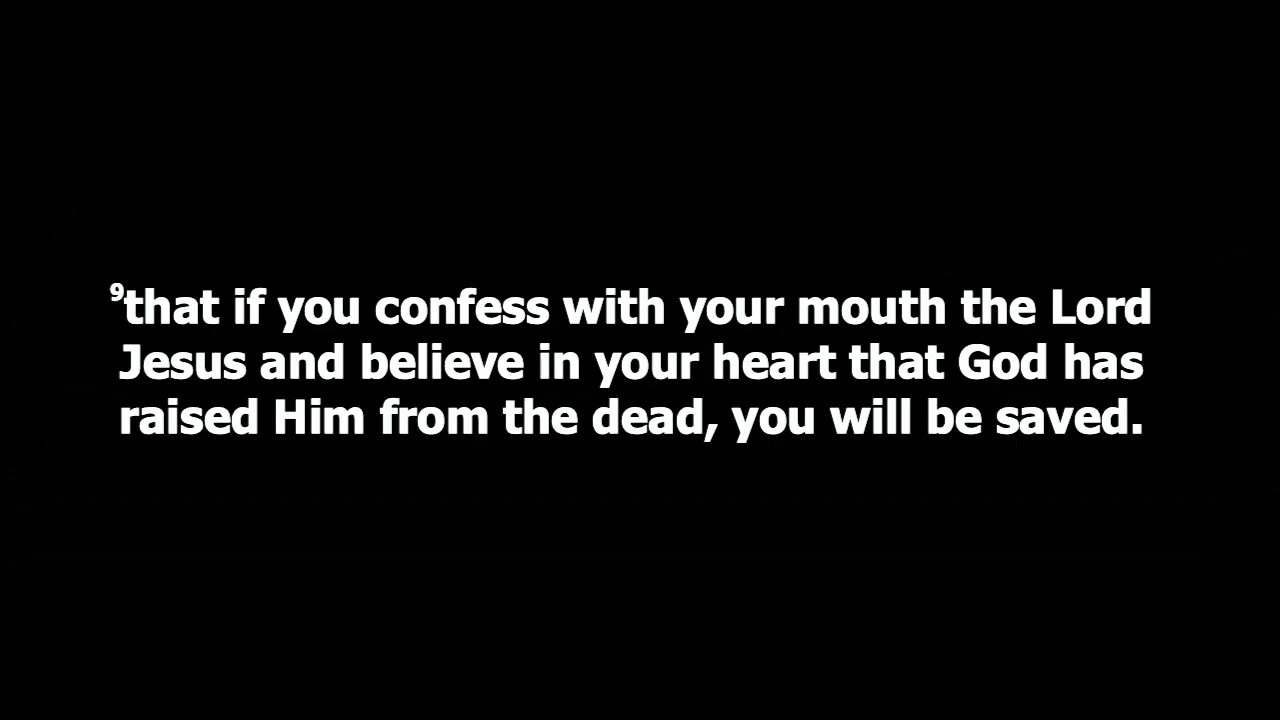 ⁹that if you confess with your mouth the Lord
Jesus and believe in your heart that God has
raised Him from the dead, you will be saved.